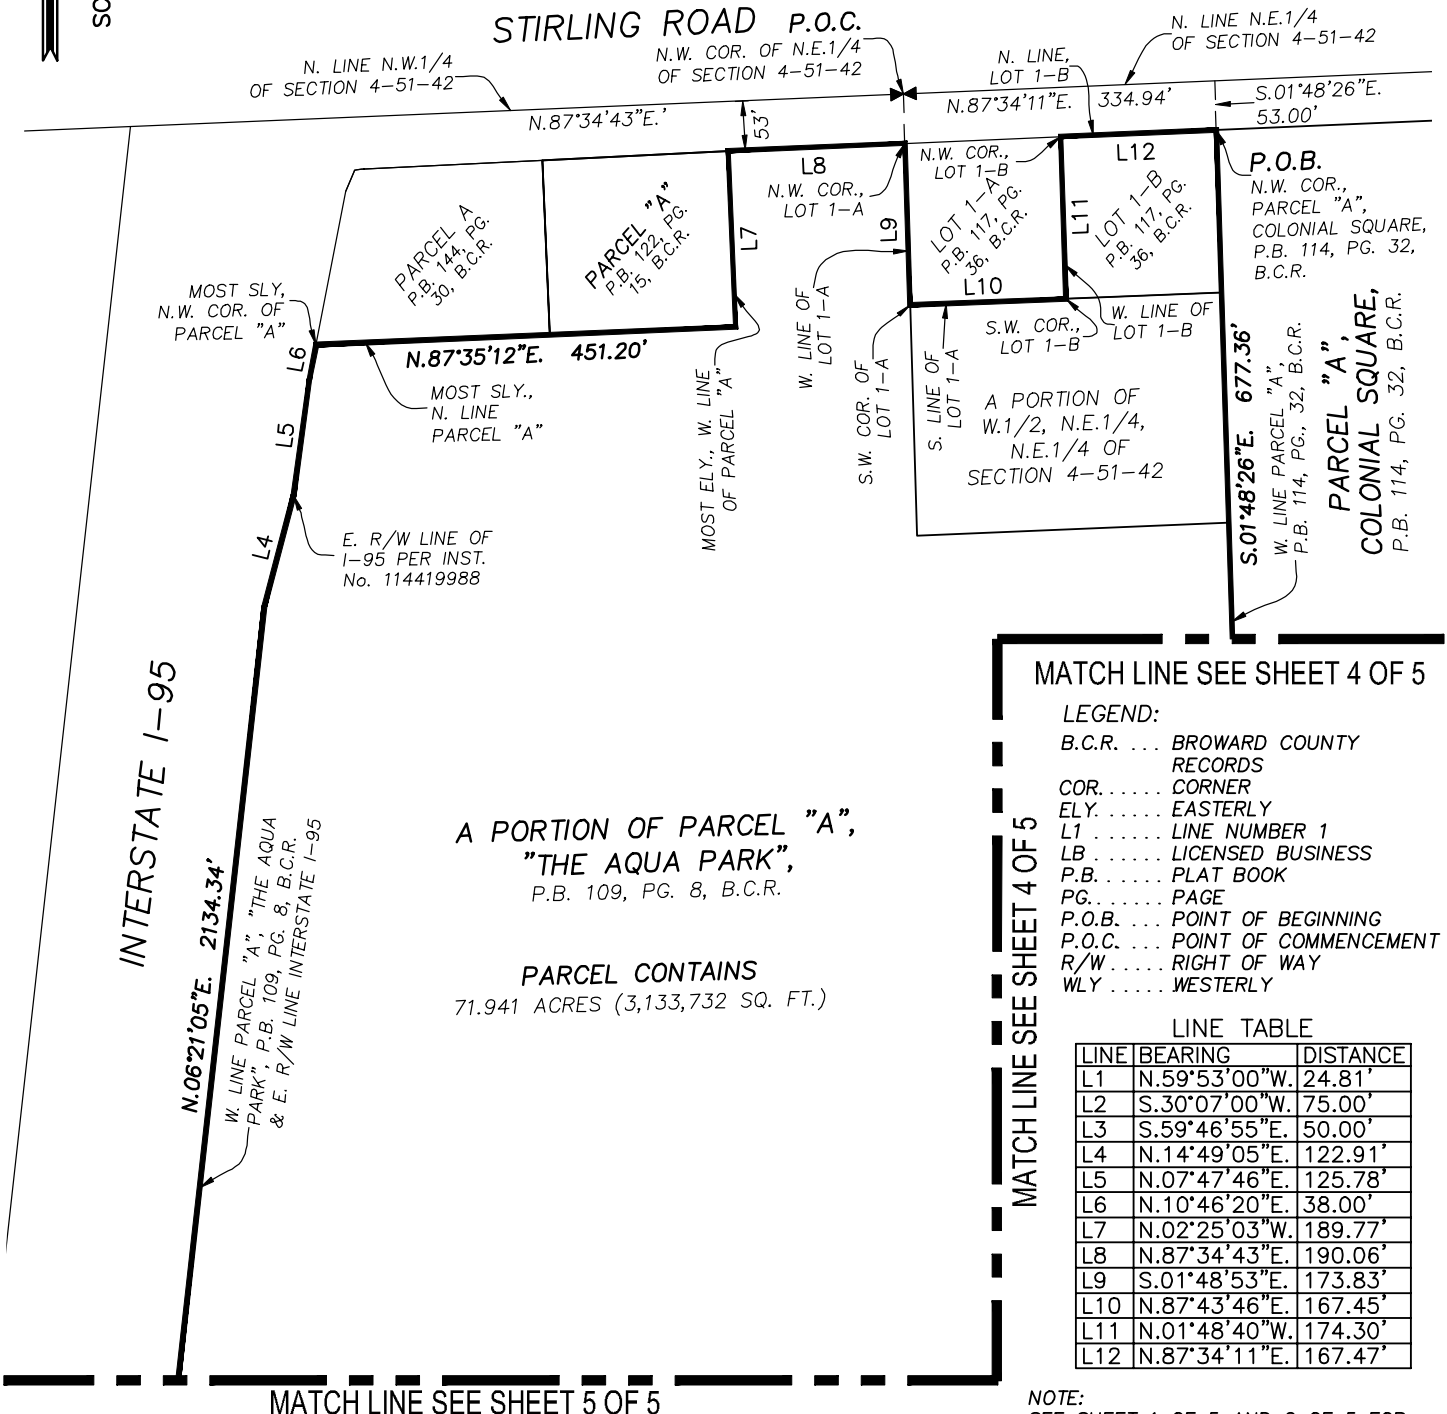 SO
STIRLING ROAD P.O.C.
N.W. COR. OF N.E.1/4
OF SECTION 4-51-42
N. LINE N.W.1/4
OF SECTION 4-51-42
N. LINE,
LOT 1-B
N. LINE N.E.1/4
OF SECTION 4-51-42
N.87°34'43"E.'
53'
N.87°34'11"E. 334.94'
S.01°48'26"E.
53.00'
L8
N.W. COR.,
LOT 1-A
N.W. COR.,
LOT 1-B
L12
P.O.B.
N.W. COR.,
PARCEL "A",
COLONIAL SQUARE,
P.B. 114, PG. 32,
B.C.R.
PARCEL A
P.B. 144, PG.
30, B.C.R.
PARCEL "A"
P.B. 122, PG.
15, B.C.R.
L7
L9
LOT 1-A
P.B. 117, PG.
36, B.C.R.
L11
LOT 1-B
P.B. 117, PG.
36, B.C.R.
L10
MOST SLY,
N.W. COR. OF
PARCEL "A"
L6
N.87°35'12"E. 451.20'
MOST SLY.,
N. LINE
PARCEL "A"
L5
L4
E. R/W LINE OF
I-95 PER INST.
No. 114419988
MOST ELY., W. LINE
OF PARCEL "A"
W. LINE OF
LOT 1-A
S.W. COR. OF
LOT 1-A
S. LINE OF
LOT 1-A
S.W. COR.,
LOT 1-B
W. LINE OF
LOT 1-B
A PORTION OF
W.1/2, N.E.1/4,
N.E.1/4 OF
SECTION 4-51-42
S.01°48'26"E. 677.36'
W. LINE PARCEL "A",
P.B. 114, PG., 32, B.C.R.
PARCEL "A",
COLONIAL SQUARE,
P.B. 114, PG. 32, B.C.R.
INTERSTATE I-95
N.06°21'05"E. 2134.34'
W. LINE PARCEL "A", "THE AQUA
PARK", P.B. 109, PG. 8, B.C.R.
& E. R/W LINE INTERSTATE I-95
A PORTION OF PARCEL "A",
"THE AQUA PARK",
P.B. 109, PG. 8, B.C.R.
PARCEL CONTAINS
71.941 ACRES (3,133,732 SQ. FT.)
MATCH LINE SEE SHEET 4 OF 5
MATCH LINE SEE SHEET 4 OF 5
LEGEND:
B.C.R. ... BROWARD COUNTY
RECORDS
COR...... CORNER
ELY...... EASTERLY
L1 ...... LINE NUMBER 1
LB ...... LICENSED BUSINESS
P.B...... PLAT BOOK
PG....... PAGE
P.O.B. ... POINT OF BEGINNING
P.O.C. ... POINT OF COMMENCEMENT
R/W ..... RIGHT OF WAY
WLY ..... WESTERLY
LINE TABLE
LINE BEARING DISTANCE
L1 N.59°53'00"W. 24.81'
L2 S.30°07'00"W. 75.00'
L3 S.59°46'55"E. 50.00'
L4 N.14°49'05"E. 122.91'
L5 N.07°47'46"E. 125.78'
L6 N.10°46'20"E. 38.00'
L7 N.02°25'03"W. 189.77'
L8 N.87°34'43"E. 190.06'
L9 S.01°48'53"E. 173.83'
L10 N.87°43'46"E. 167.45'
L11 N.01°48'40"W. 174.30'
L12 N.87°34'11"E. 167.47'
MATCH LINE SEE SHEET 5 OF 5
NOTE: